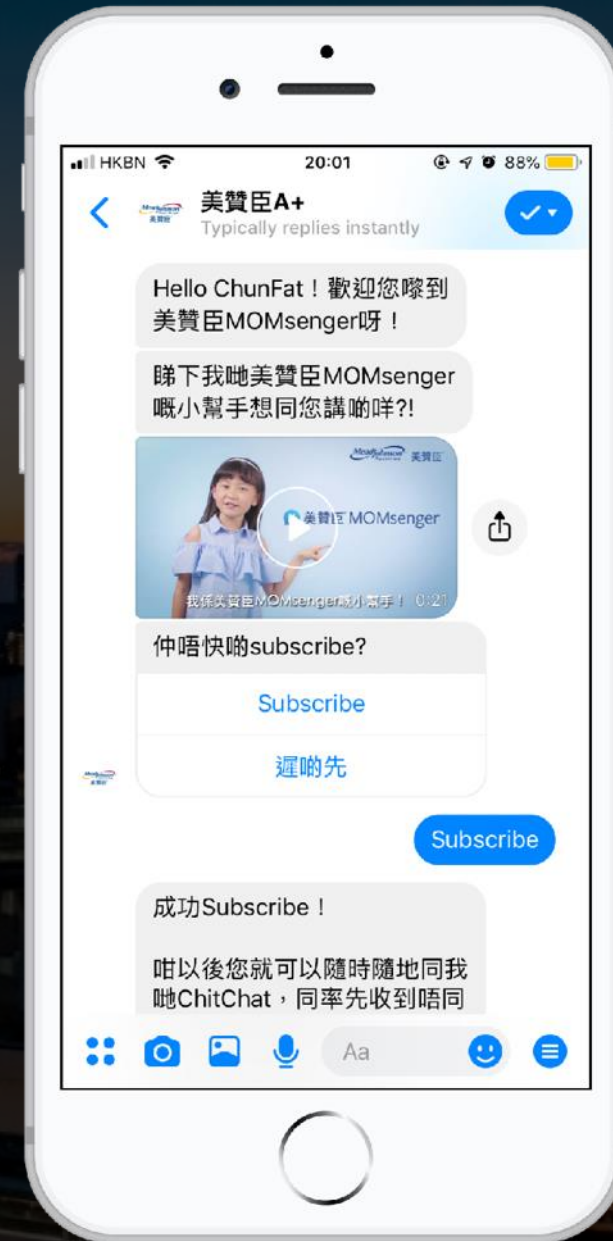 HKBN
20:01
88%
美贊臣A+
Typically replies instantly
Hello ChunFat！歡迎您嚟到
美贊臣MOMsenger呀！
睇下我哋美贊臣MOMsenger
嘅小幫手想同您講啲咩?!
MeadJohnson 美贊臣
美贊臣 MOMsenger
我係美贊臣MOMsenger嘅小幫手！ 0:21
仲唔快啲subscribe?
Subscribe
遲啲先
Subscribe
成功Subscribe！
咁以後您就可以隨時隨地同我
哋ChitChat，同率先收到唔同
Aa